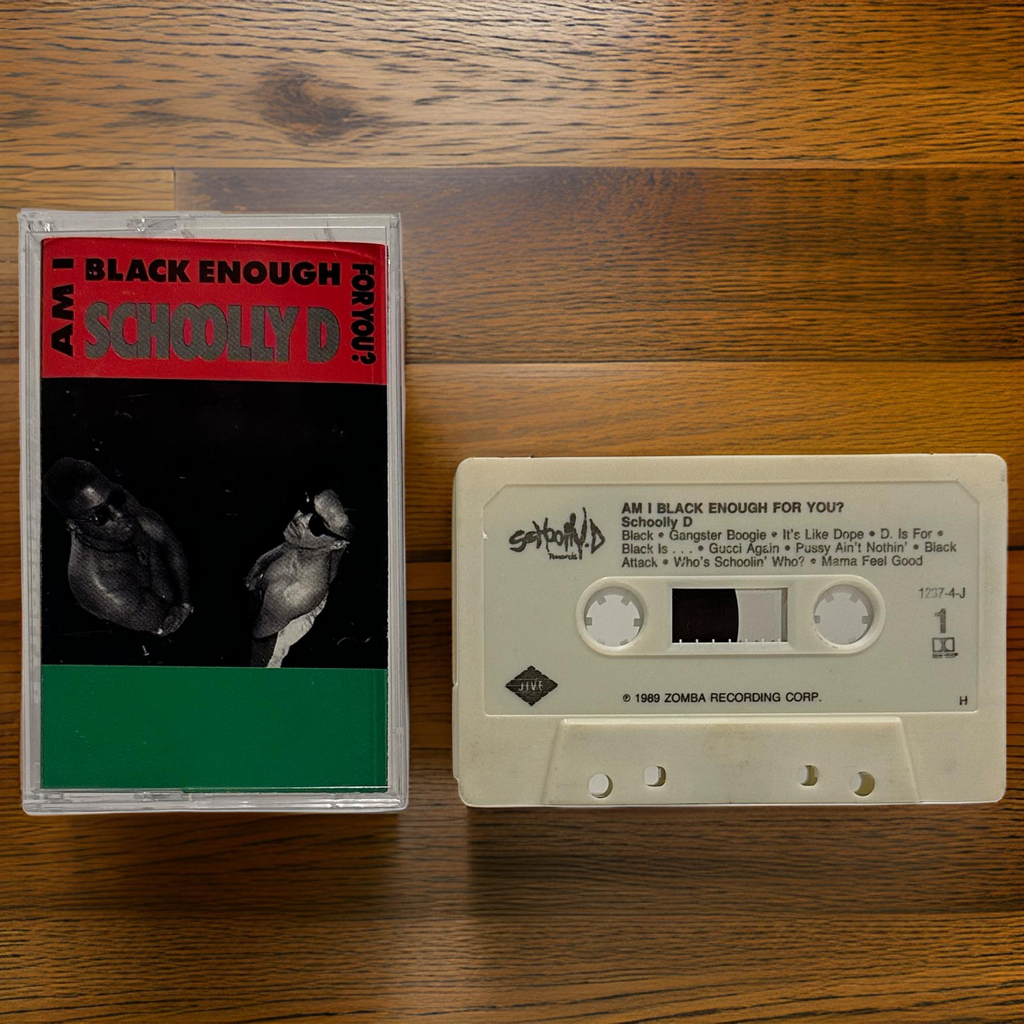 AM I
BLACK ENOUGH
FOR YOU?
SCHOOLLY D
AM I BLACK ENOUGH FOR YOU?
Schoolly D
Black • Gangster Boogie • It's Like Dope • D. Is For •
Black Is . . . • Gucci Again • Pussy Ain't Nothin' • Black
Attack • Who's Schoolin' Who? • Mama Feel Good
SCHOOLLY.D
Records
1237-4-J
1
JIVE
℗ 1989 ZOMBA RECORDING CORP.
H